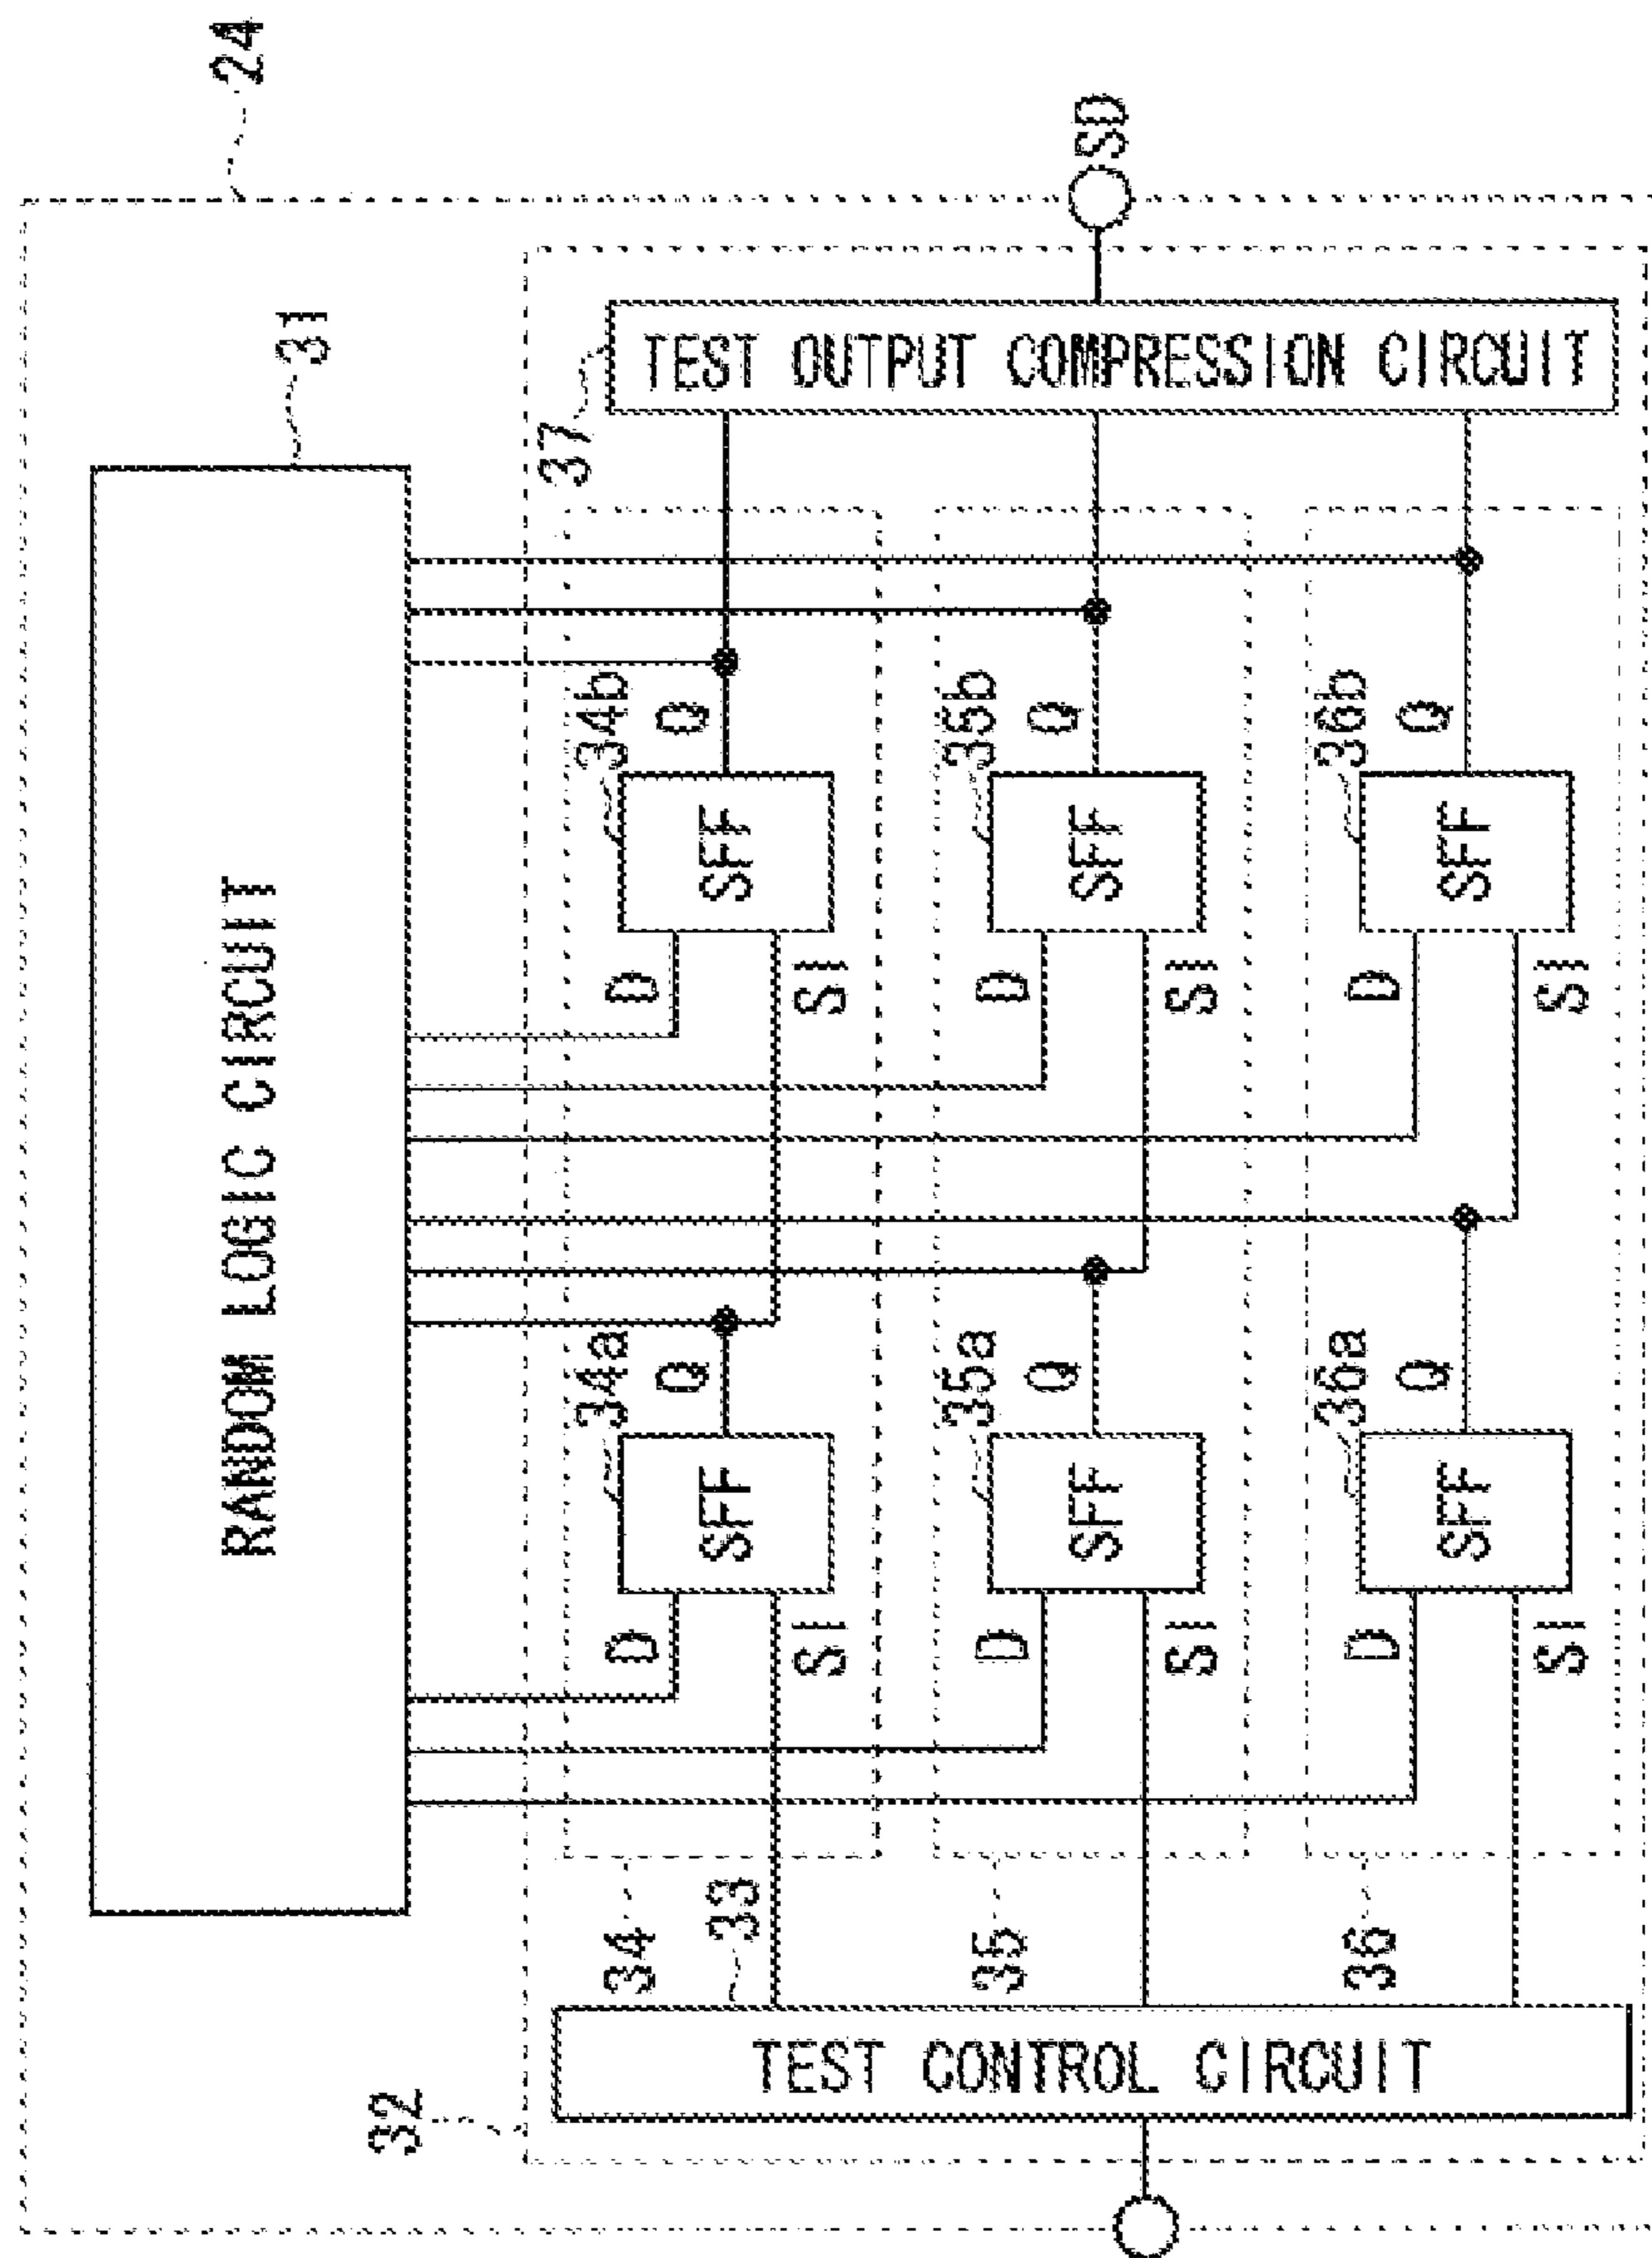 24
31
RANDOM LOGIC CIRCUIT
32
37
34
34a
34b
D
Q
D
Q
SFF
SFF
SI
SI
33
35
35a
35b
D
Q
D
Q
SFF
SFF
SI
SI
36
36a
36b
D
Q
D
Q
SFF
SFF
SI
SI
TEST CONTROL CIRCUIT
TEST OUTPUT COMPRESSION CIRCUIT
SD